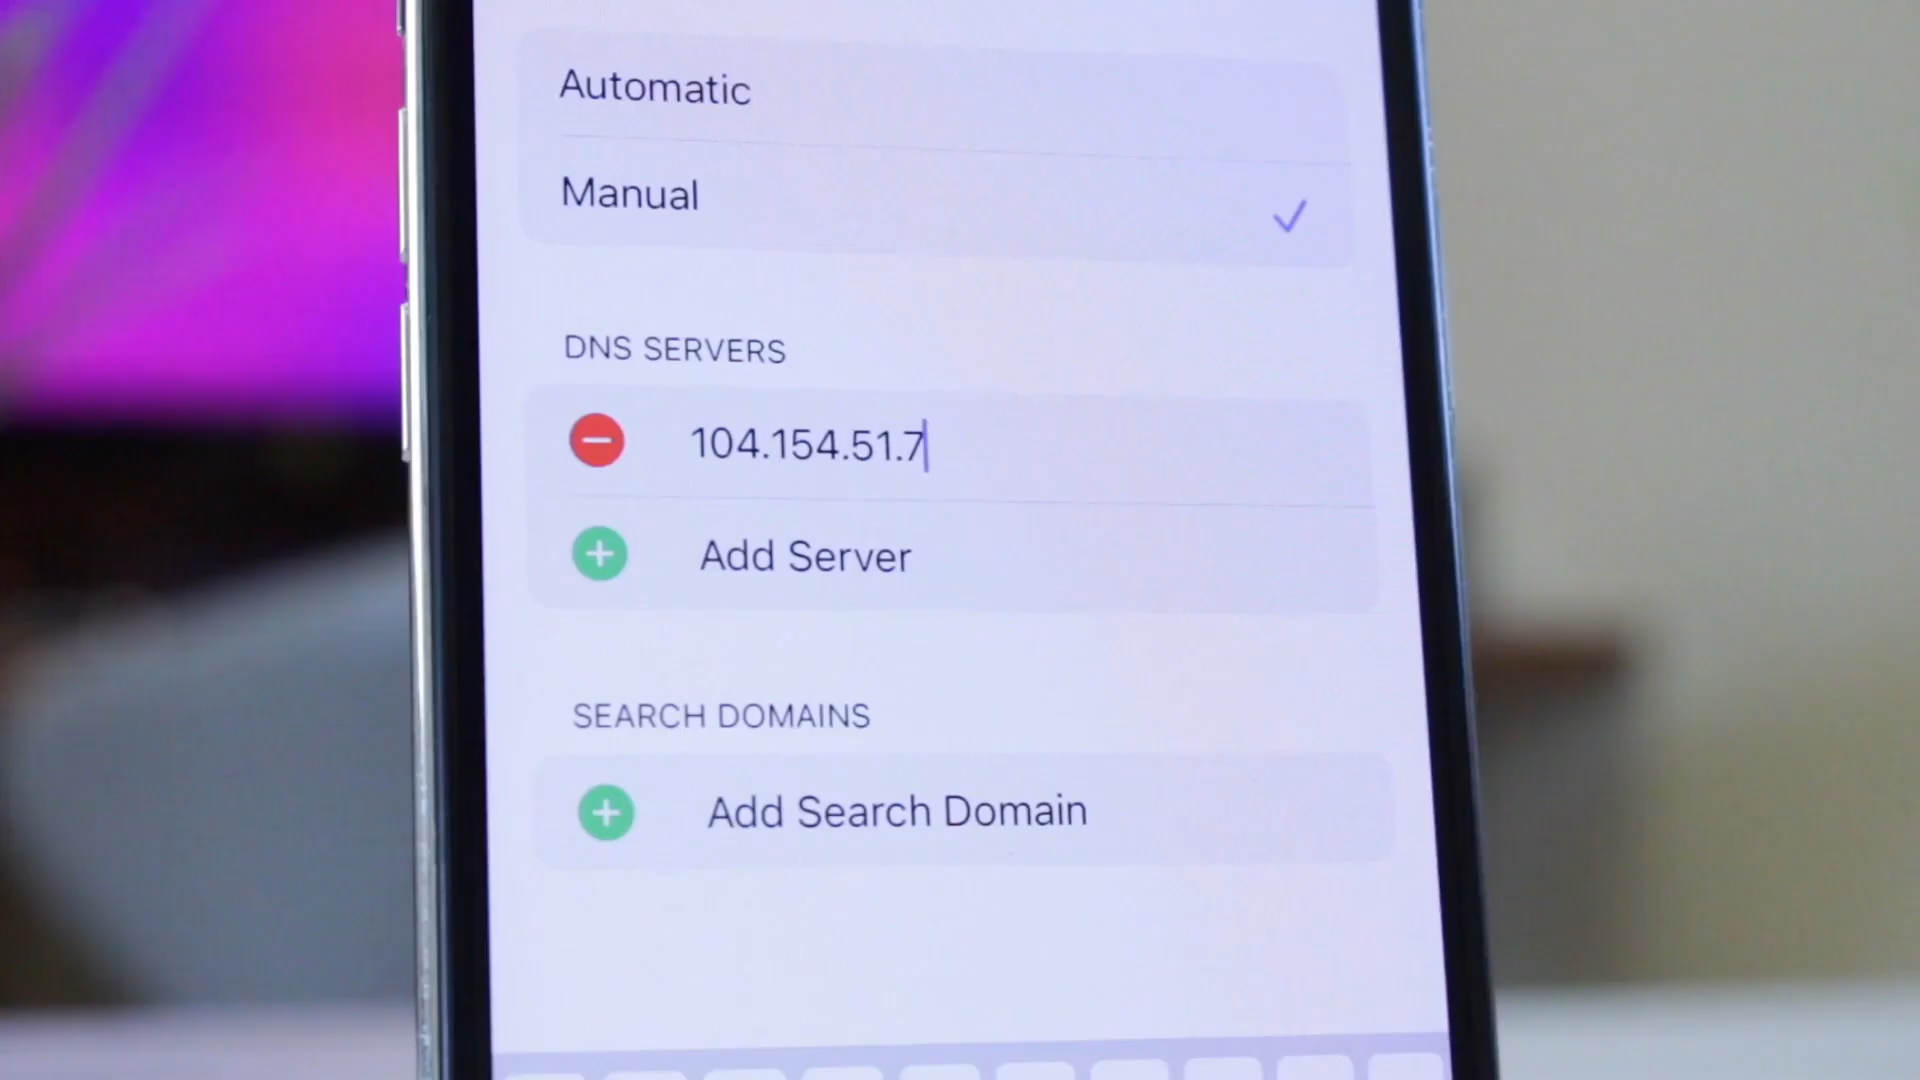 Automatic
Manual
DNS SERVERS
104.154.51.7
Add Server
SEARCH DOMAINS
Add Search Domain